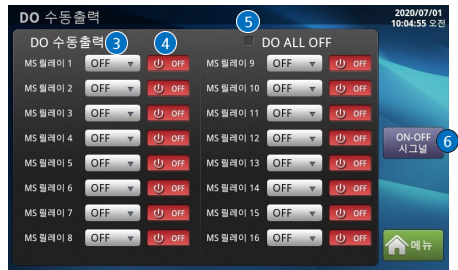 DO 수동출력
2020/07/01
10:04:55 오전
5
DO 수동출력 3 4
DO ALL OFF
MS 릴레이 1 OFF OFF MS 릴레이 9 OFF OFF
MS 릴레이 2 OFF OFF MS 릴레이 10 OFF OFF
MS 릴레이 3 OFF OFF MS 릴레이 11 OFF OFF
MS 릴레이 4 OFF OFF MS 릴레이 12 OFF OFF
MS 릴레이 5 OFF OFF MS 릴레이 13 OFF OFF
MS 릴레이 6 OFF OFF MS 릴레이 14 OFF OFF
MS 릴레이 7 OFF OFF MS 릴레이 15 OFF OFF
MS 릴레이 8 OFF OFF MS 릴레이 16 OFF OFF
ON-OFF
시그널
6
메뉴